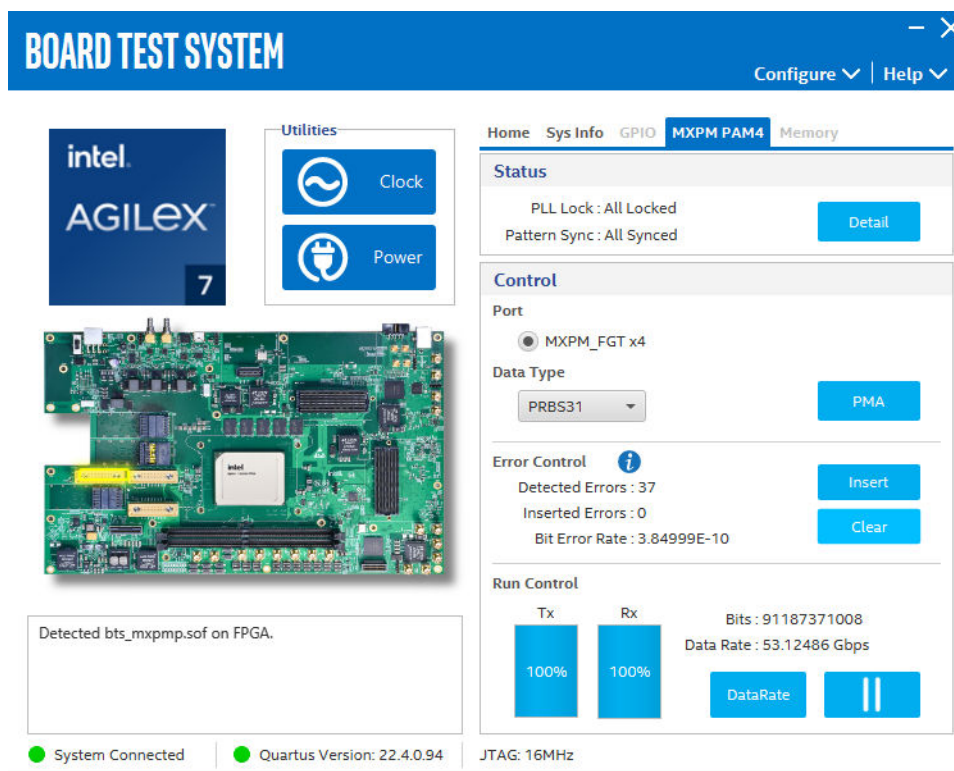 BOARD TEST SYSTEM
Configure
Help
intel.
AGILEX
7
Utilities
Clock
Power
Home Sys Info GPIO MXPM PAM4 Memory
Status
PLL Lock : All Locked
Pattern Sync : All Synced
Detail
Control
Port
MXPM_FGT x4
Data Type
PRBS31
PMA
Error Control
Detected Errors : 37
Inserted Errors : 0
Bit Error Rate : 3.84999E-10
Insert
Clear
Run Control
Tx Rx
100% 100%
Bits : 91187371008
Data Rate : 53.12486 Gbps
DataRate
intel
Detected bts_mxpmp.sof on FPGA.
System Connected
Quartus Version: 22.4.0.94
JTAG: 16MHz